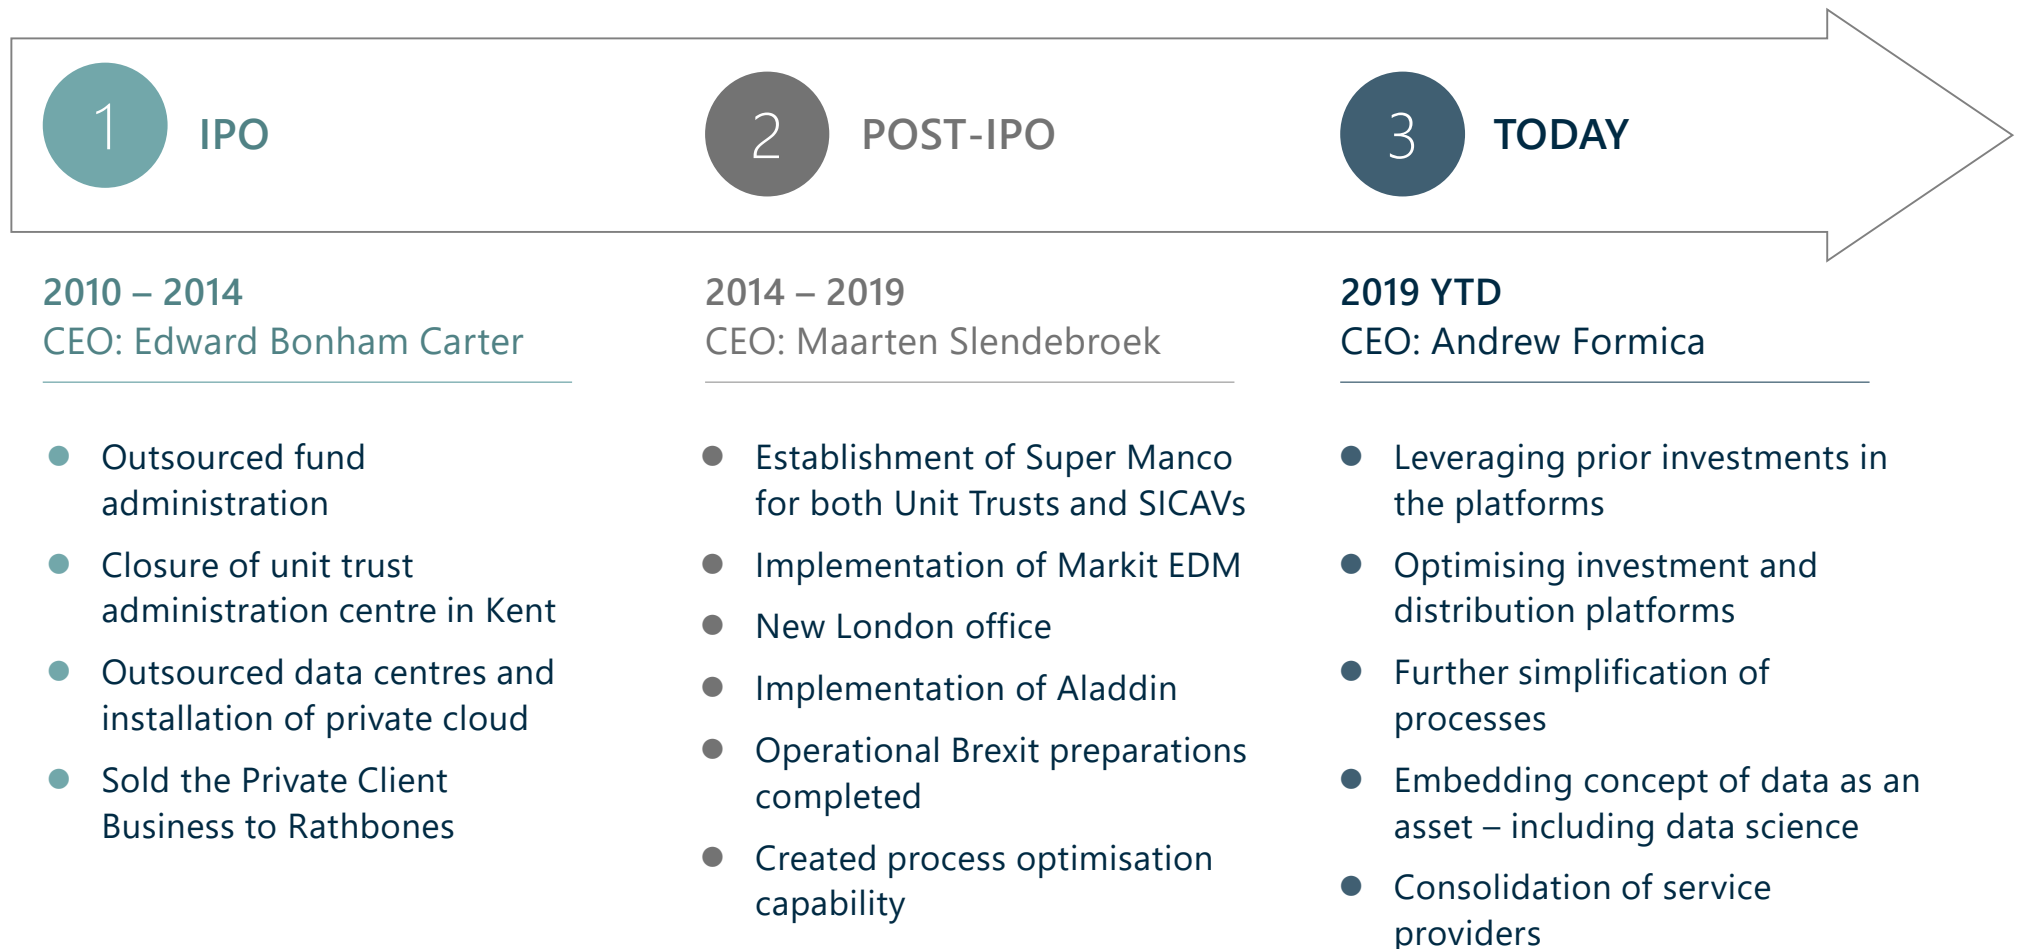 1
IPO
2
POST-IPO
3
TODAY
2010 – 2014
CEO: Edward Bonham Carter
● Outsourced fund
administration
● Closure of unit trust
administration centre in Kent
● Outsourced data centres and
installation of private cloud
● Sold the Private Client
Business to Rathbones
2014 – 2019
CEO: Maarten Slendebroek
● Establishment of Super Manco
for both Unit Trusts and SICAVs
● Implementation of Markit EDM
● New London office
● Implementation of Aladdin
● Operational Brexit preparations
completed
● Created process optimisation
capability
2019 YTD
CEO: Andrew Formica
● Leveraging prior investments in
the platforms
● Optimising investment and
distribution platforms
● Further simplification of
processes
● Embedding concept of data as an
asset – including data science
● Consolidation of service
providers